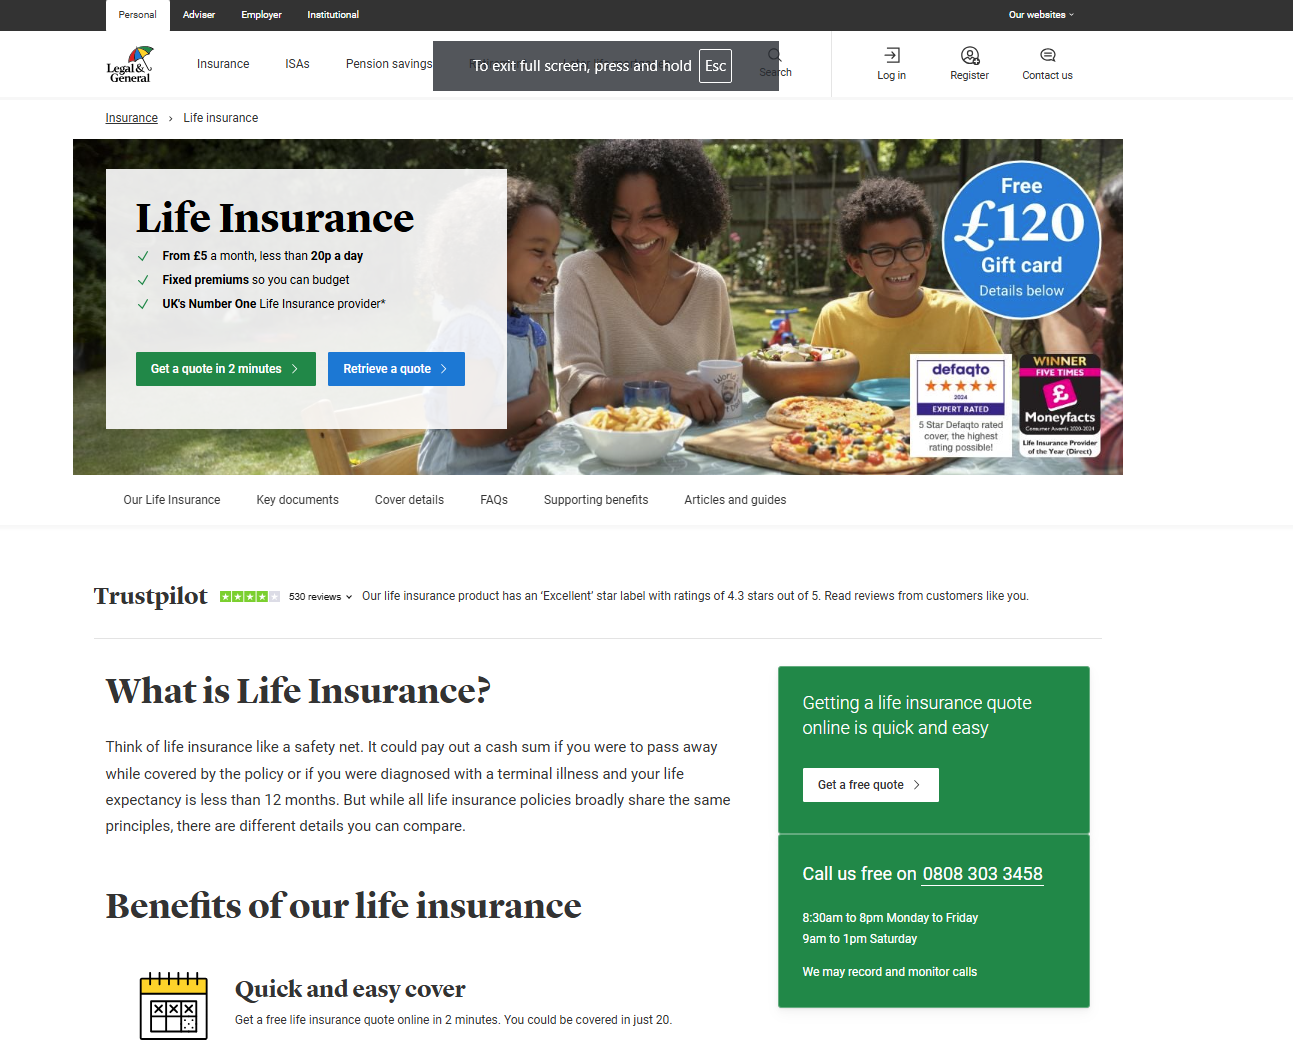 Personal
Adviser
Employer
Institutional
Our websites
Legal &
General
Insurance
ISAs
Pension savings
To exit full screen, press and hold Esc
Search
Log in
Register
Contact us
Insurance › Life insurance
Life Insurance
From £5 a month, less than 20p a day
Fixed premiums so you can budget
UK's Number One Life Insurance provider*
Get a quote in 2 minutes
Retrieve a quote
Free
£120
Gift card
Details below
defaqto
2024
EXPERT RATED
5 Star Defaqto rated
cover, the highest
rating possible!
WINNER
FIVE TIMES
£
Moneyfacts
Consumer Awards 2020-2024
Life Insurance Provider
of the Year (Direct)
Our Life Insurance
Key documents
Cover details
FAQs
Supporting benefits
Articles and guides
Trustpilot
530 reviews
Our life insurance product has an ‘Excellent’ star label with ratings of 4.3 stars out of 5. Read reviews from customers like you.
What is Life Insurance?
Think of life insurance like a safety net. It could pay out a cash sum if you were to pass away
while covered by the policy or if you were diagnosed with a terminal illness and your life
expectancy is less than 12 months. But while all life insurance policies broadly share the same
principles, there are different details you can compare.
Getting a life insurance quote
online is quick and easy
Get a free quote
Call us free on 0808 303 3458
8:30am to 8pm Monday to Friday
9am to 1pm Saturday
We may record and monitor calls
Benefits of our life insurance
Quick and easy cover
Get a free life insurance quote online in 2 minutes. You could be covered in just 20.